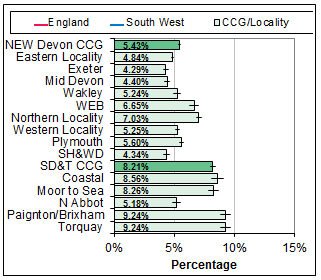 England South West CCG/Locality
NEW Devon CCG 5.43%
Eastern Locality 4.84%
Exeter 4.29%
Mid Devon 4.40%
Wakley 5.24%
WEB 6.65%
Northern Locality 7.03%
Western Locality 5.25%
Plymouth 5.60%
SH&WD 4.34%
SD&T CCG 8.21%
Coastal 8.56%
Moor to Sea 8.26%
N Abbot 5.18%
Paignton/Brixham 9.24%
Torquay 9.24%
0% 5% 10% 15%
Percentage